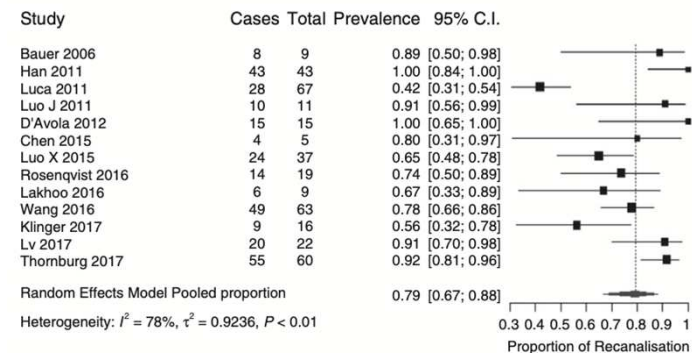 Study Cases Total Prevalence 95% C.I.
Bauer 2006 8 9 0.89 [0.50; 0.98]
Han 2011 43 43 1.00 [0.84; 1.00]
Luca 2011 28 67 0.42 [0.31; 0.54]
Luo J 2011 10 11 0.91 [0.56; 0.99]
D'Avola 2012 15 15 1.00 [0.65; 1.00]
Chen 2015 4 5 0.80 [0.31; 0.97]
Luo X 2015 24 37 0.65 [0.48; 0.78]
Rosenqvist 2016 14 19 0.74 [0.50; 0.89]
Lakhoo 2016 6 9 0.67 [0.33; 0.89]
Wang 2016 49 63 0.78 [0.66; 0.86]
Klinger 2017 9 16 0.56 [0.32; 0.78]
Lv 2017 20 22 0.91 [0.70; 0.98]
Thornburg 2017 55 60 0.92 [0.81; 0.96]
Random Effects Model Pooled proportion 0.79 [0.67; 0.88]
Heterogeneity: I² = 78%, τ² = 0.9236, P < 0.01
0.3 0.4 0.5 0.6 0.7 0.8 0.9 1
Proportion of Recanalisation